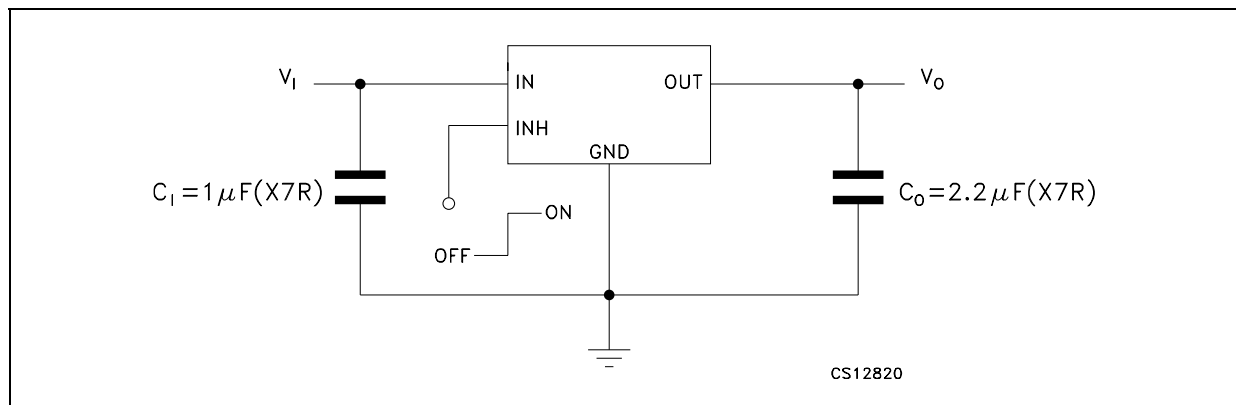 V_I
IN
OUT
V_O
INH
GND
C_I=1μF(X7R)
C_O=2.2μF(X7R)
ON
OFF
CS12820